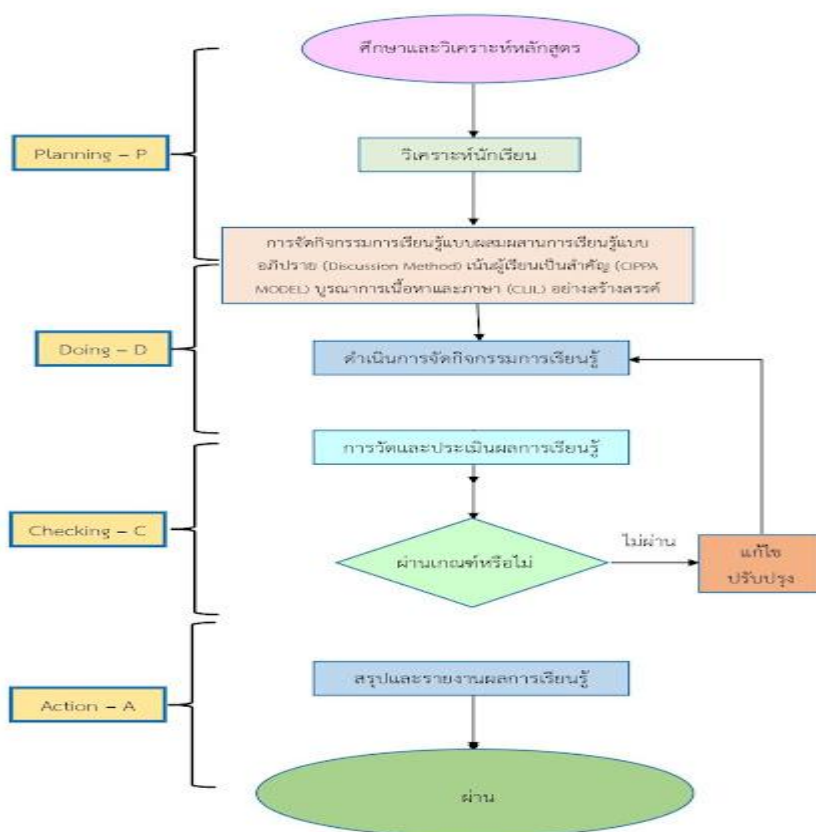 ศึกษาและวิเคราะห์หลักสูตร
Planning – P
วิเคราะห์นักเรียน
การจัดกิจกรรมการเรียนรู้แบบผสมผสานการเรียนรู้แบบ
อภิปราย (Discussion Method) เน้นผู้เรียนเป็นสำคัญ (CIPPA
MODEL) บูรณาการเนื้อหาและภาษา (CLIL) อย่างสร้างสรรค์
Doing – D
ดำเนินการจัดกิจกรรมการเรียนรู้
การวัดและประเมินผลการเรียนรู้
Checking – C
ผ่านเกณฑ์หรือไม่
ไม่ผ่าน
แก้ไข
ปรับปรุง
สรุปและรายงานผลการเรียนรู้
Action – A
ผ่าน